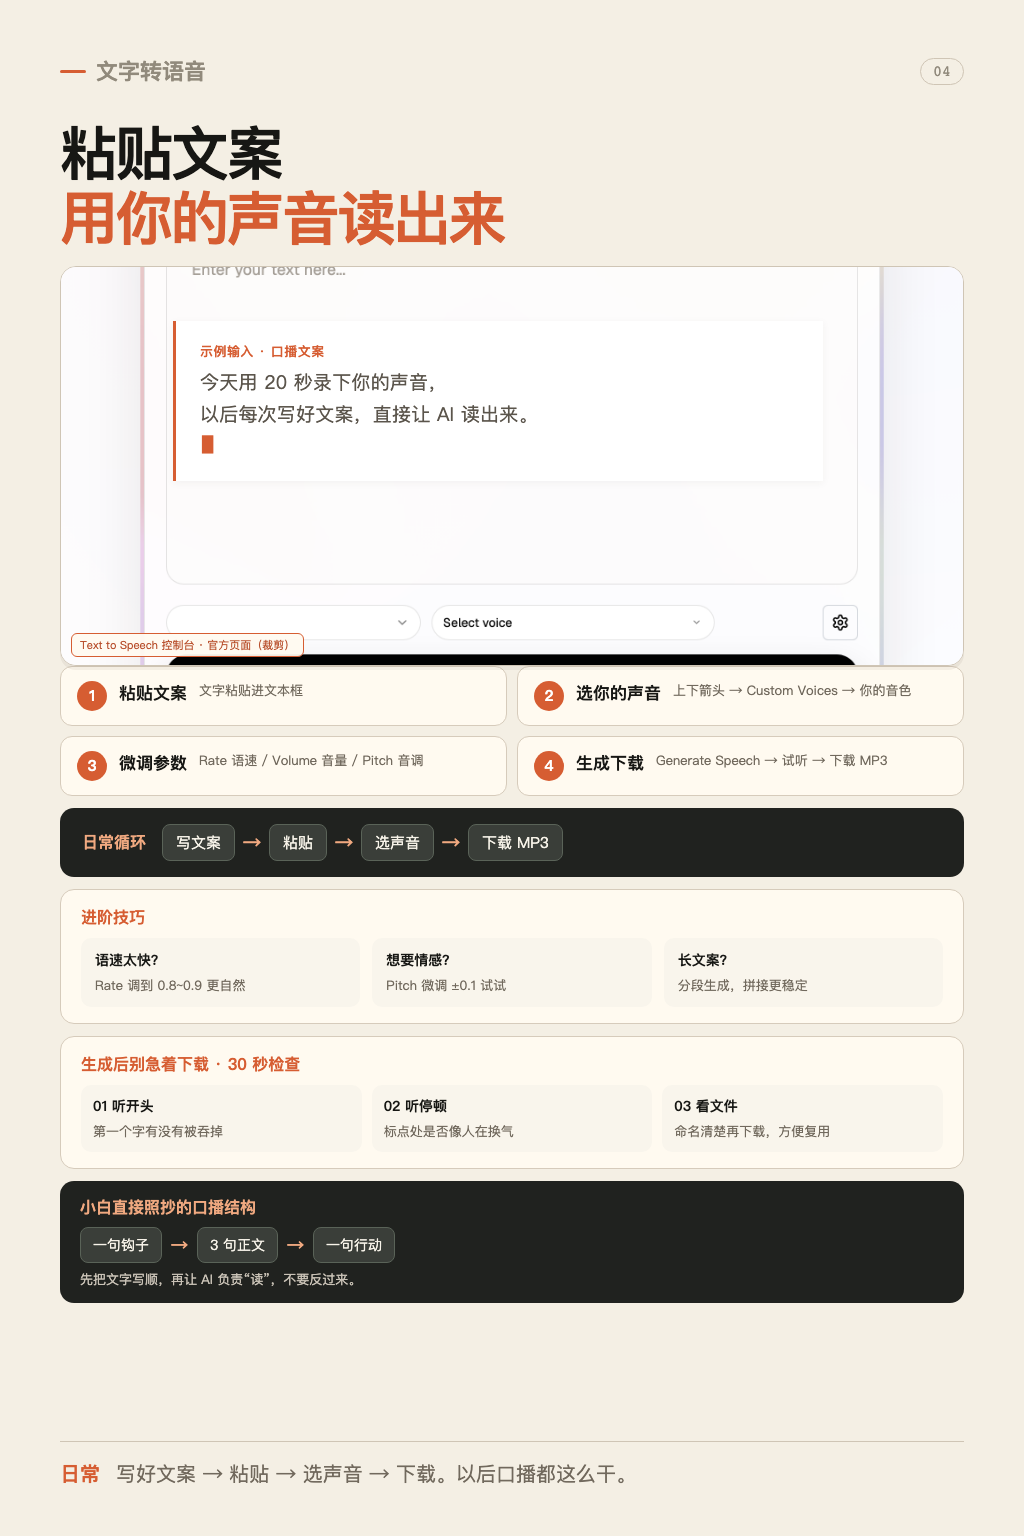 文字转语音
04
粘贴文案
用你的声音读出来
Enter your text here...
示例输入 · 口播文案
今天用 20 秒录下你的声音，
以后每次写好文案，直接让 AI 读出来。
Select voice
Text to Speech 控制台 · 官方页面（裁剪）
1 粘贴文案 文字粘贴进文本框
2 选你的声音 上下箭头 → Custom Voices → 你的音色
3 微调参数 Rate 语速 / Volume 音量 / Pitch 音调
4 生成下载 Generate Speech → 试听 → 下载 MP3
日常循环 写文案 → 粘贴 → 选声音 → 下载 MP3
进阶技巧
语速太快?
Rate 调到 0.8~0.9 更自然
想要情感?
Pitch 微调 ±0.1 试试
长文案?
分段生成，拼接更稳定
生成后别急着下载 · 30 秒检查
01 听开头
第一个字有没有被吞掉
02 听停顿
标点处是否像人在换气
03 看文件
命名清楚再下载，方便复用
小白直接照抄的口播结构
一句钩子 → 3 句正文 → 一句行动
先把文字写顺，再让 AI 负责“读”，不要反过来。
日常 写好文案 → 粘贴 → 选声音 → 下载。以后口播都这么干。